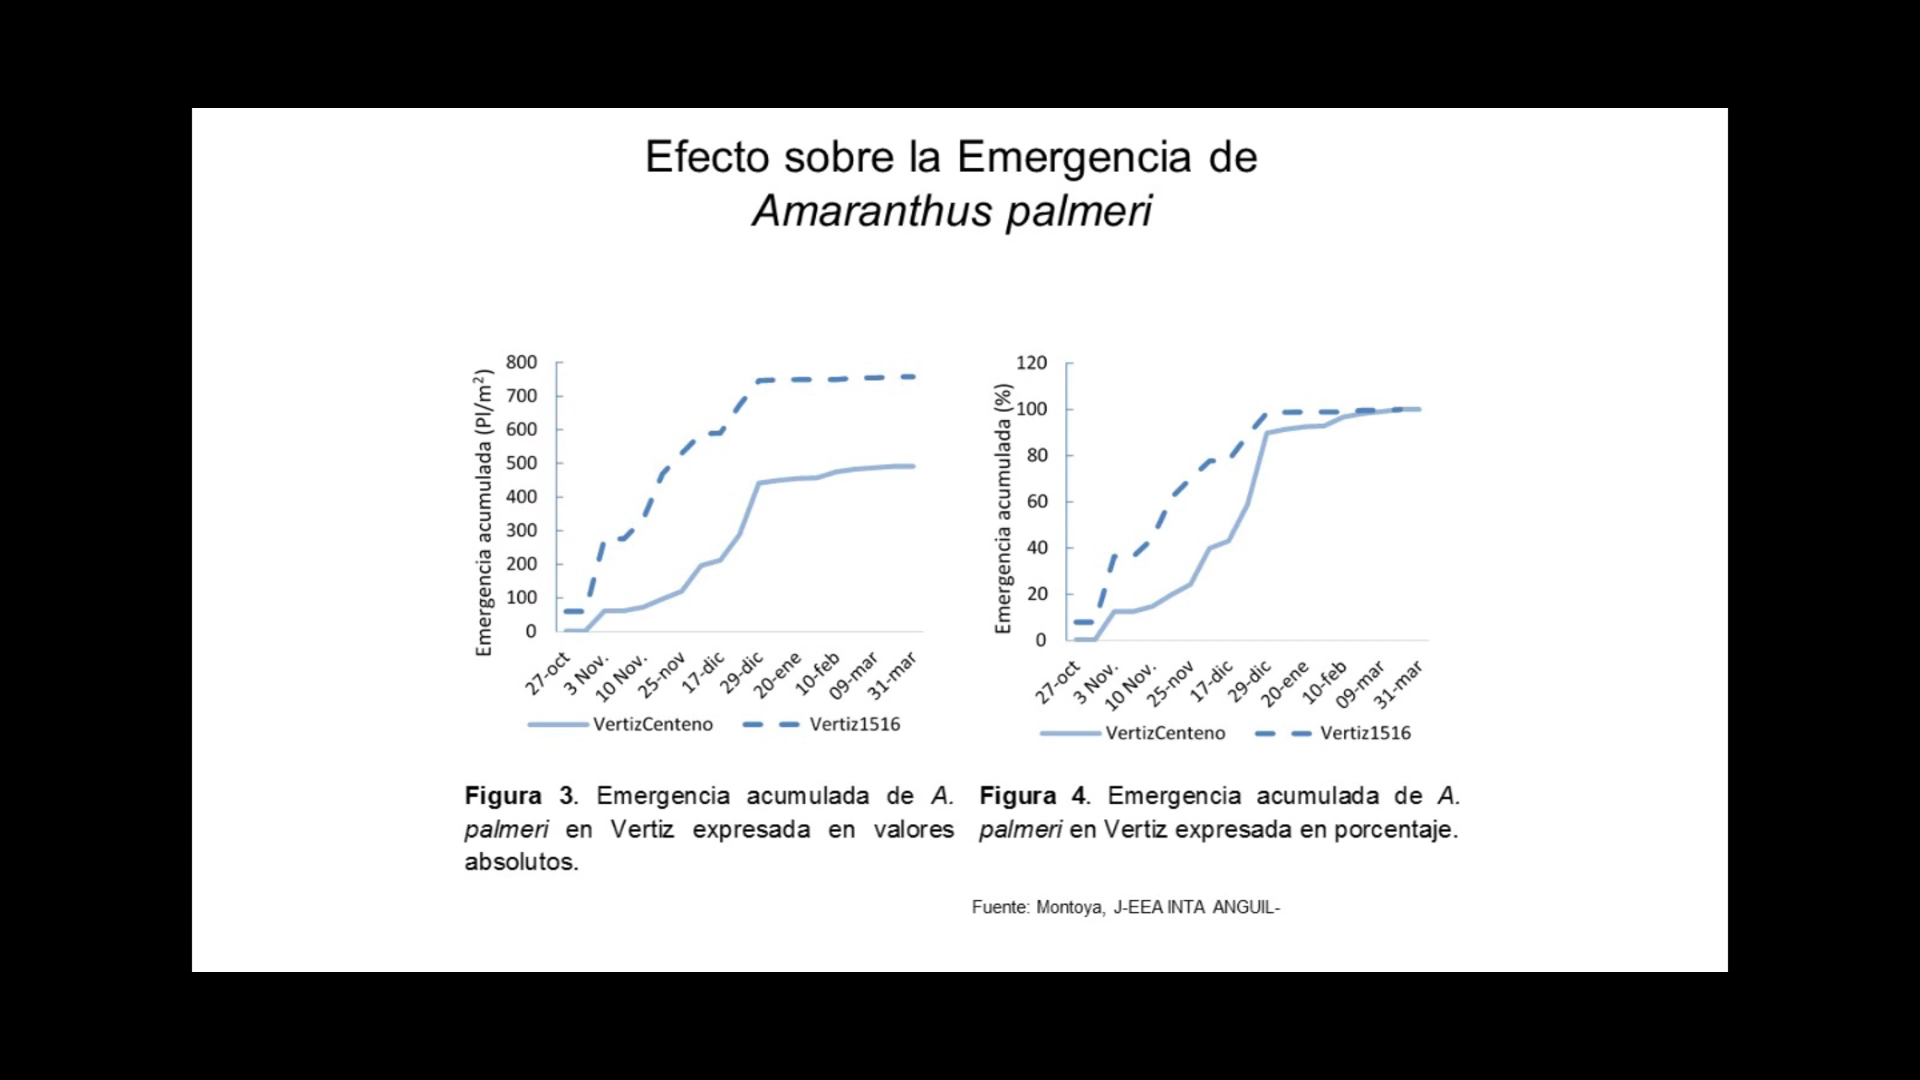 Efecto sobre la Emergencia de
Amaranthus palmeri
Emergencia acumulada (Pl/m²)
800
700
600
500
400
300
200
100
0
27-oct
3 Nov.
10 Nov.
25-nov
17-dic
29-dic
20-ene
10-feb
09-mar
31-mar
VertizCenteno
Vertiz1516
Emergencia acumulada (%)
120
100
80
60
40
20
0
27-oct
3 Nov.
10 Nov.
25-nov
17-dic
29-dic
20-ene
10-feb
09-mar
31-mar
VertizCenteno
Vertiz1516
Figura 3. Emergencia acumulada de A.
palmeri en Vertiz expresada en valores
absolutos.
Figura 4. Emergencia acumulada de A.
palmeri en Vertiz expresada en porcentaje.
Fuente: Montoya, J-EEA INTA ANGUIL-